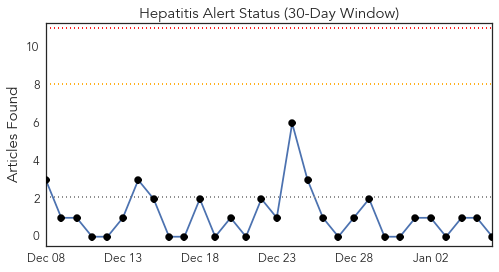 Hepatitis Alert Status (30-Day Window)
Articles Found
10
8
6
4
2
0
Dec 08 Dec 13 Dec 18 Dec 23 Dec 28 Jan 02